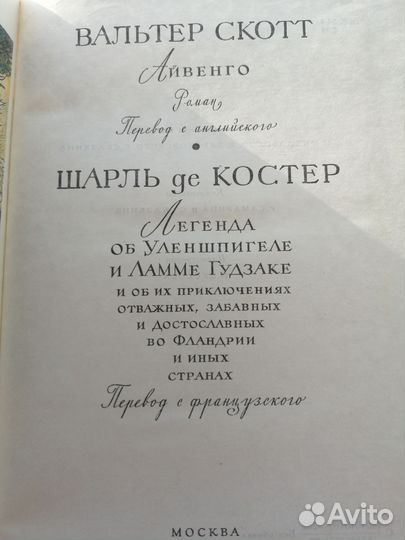 ВАЛЬТЕР СКОТТ
АЙВЕНГО
Роман
Перевод с английского
•
ШАРЛЬ де КОСТЕР
ЛЕГЕНДА
ОБ УЛЕНШПИГЕЛЕ
И ЛАММЕ ГУДЗАКЕ
И ОБ ИХ ПРИКЛЮЧЕНИЯХ
ОТВАЖНЫХ, ЗАБАВНЫХ
И ДОСТОСЛАВНЫХ
ВО ФЛАНДРИИ
И ИНЫХ
СТРАНАХ
Перевод с французского
МОСКВА
Avito